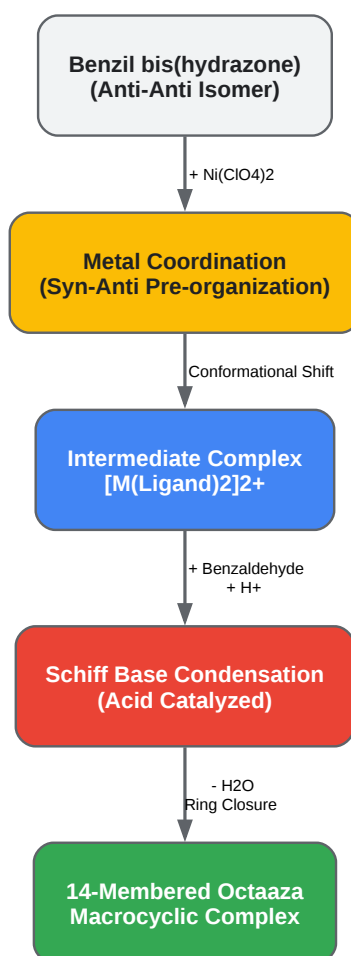 Benzil bis(hydrazone)
(Anti-Anti Isomer)
+ Ni(ClO4)2
Metal Coordination
(Syn-Anti Pre-organization)
Conformational Shift
Intermediate Complex
[M(Ligand)2]2+
+ Benzaldehyde
+ H+
Schiff Base Condensation
(Acid Catalyzed)
- H2O
Ring Closure
14-Membered Octaaza
Macrocyclic Complex